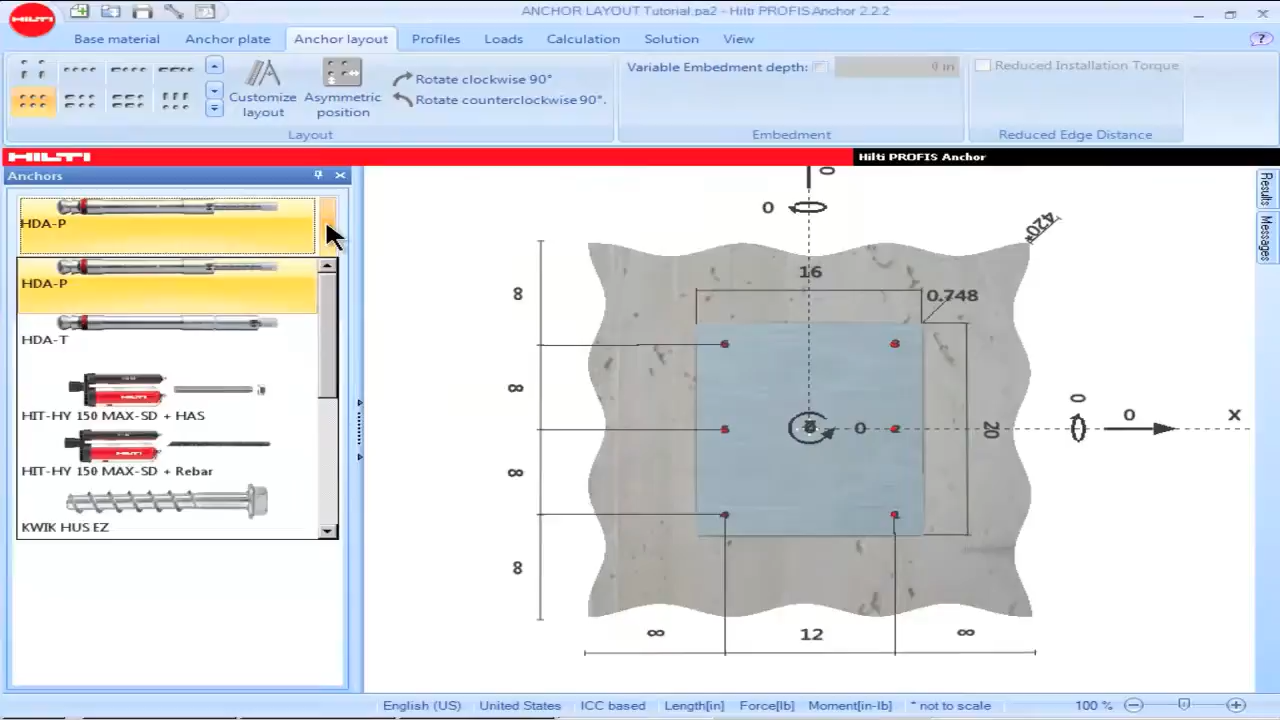 HILTI
ANCHOR LAYOUT Tutorial.pa2 - Hilti PROFIS Anchor 2.2.2
Base material Anchor plate Anchor layout Profiles Loads Calculation Solution View
Customize layout
Asymmetric position
Rotate clockwise 90°
Rotate counterclockwise 90°.
Layout
Variable Embedment depth: 0 in
Embedment
Reduced Installation Torque
Reduced Edge Distance
HILTI Hilti PROFIS Anchor
Anchors
HDA-P
HDA-P
HDA-T
HIT-HY 150 MAX-SD + HAS
HIT-HY 150 MAX-SD + Rebar
KWIK HUS EZ
0
0
420*
16
8
0.748
∞
0 0 0 X
20
∞
8
∞ 12 ∞
Results
Messages
English (US) United States ICC based Length[in] Force[lb] Moment[in-lb] * not to scale 100 %